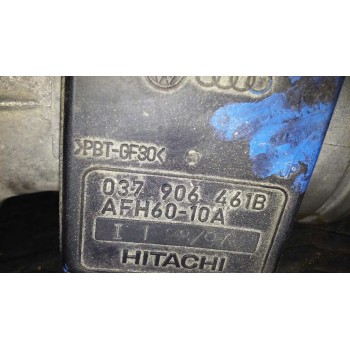 >PBT-GF30<
037 906 461B
AFH60-10A
HITACHI